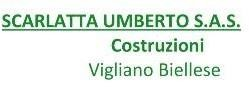 SCARLATTA UMBERTO S.A.S.
Costruzioni
Vigliano Biellese